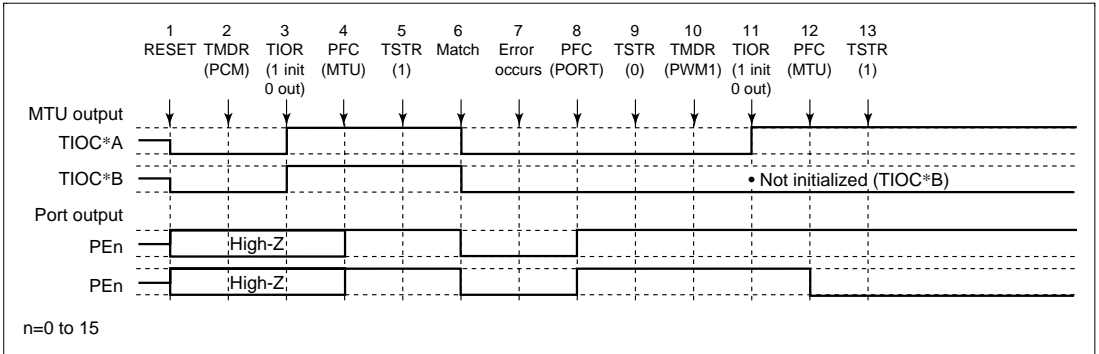 1 2 3 4 5 6 7 8 9 10 11 12 13
RESET TMDR TIOR PFC TSTR Match Error PFC TSTR TMDR TIOR PFC TSTR
(PCM) (1 init (MTU) (1) occurs (PORT) (0) (PWM1) (1 init (MTU) (1)
0 out) 0 out)
MTU output
TIOC*A
TIOC*B • Not initialized (TIOC*B)
Port output
PEn High-Z
PEn High-Z
n=0 to 15